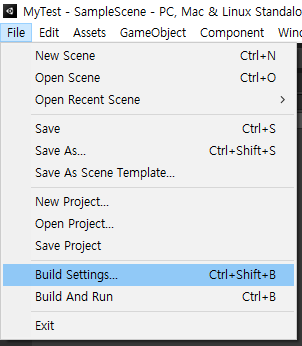 MyTest - SampleScene - PC, Mac & Linux Standalo
File Edit Assets GameObject Component Wind
New Scene Ctrl+N
Open Scene Ctrl+O
Open Recent Scene
Save Ctrl+S
Save As... Ctrl+Shift+S
Save As Scene Template...
New Project...
Open Project...
Save Project
Build Settings... Ctrl+Shift+B
Build And Run Ctrl+B
Exit